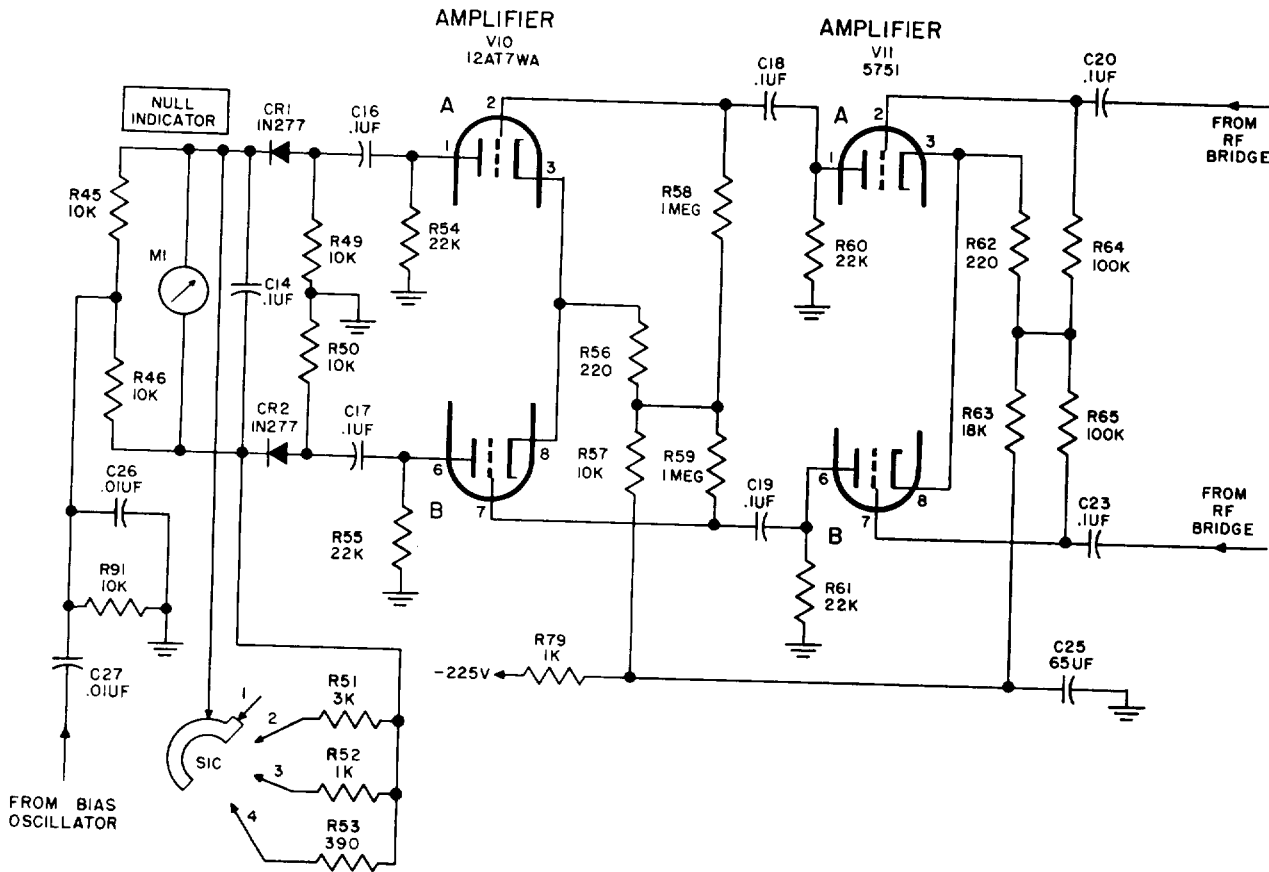 AMPLIFIER
V10
12AT7WA
AMPLIFIER
V11
5751
NULL
INDICATOR
CR1
1N277
C16
.1UF
A
2
1
3
C18
.1UF
A
2
1
3
C20
.1UF
FROM
RF
BRIDGE
R45
10K
M1
C14
.1UF
R49
10K
R54
22K
R58
1MEG
R60
22K
R62
220
R64
100K
R46
10K
R50
10K
R56
220
CR2
1N277
C17
.1UF
6
8
7
B
R57
10K
R59
1MEG
C19
.1UF
6
8
7
B
R63
18K
R65
100K
C23
.1UF
FROM
RF
BRIDGE
C26
.01UF
R55
22K
R91
10K
R61
22K
C27
.01UF
-225V
R79
1K
C25
65UF
S1C
1
2
3
4
R51
3K
R52
1K
R53
390
FROM BIAS
OSCILLATOR